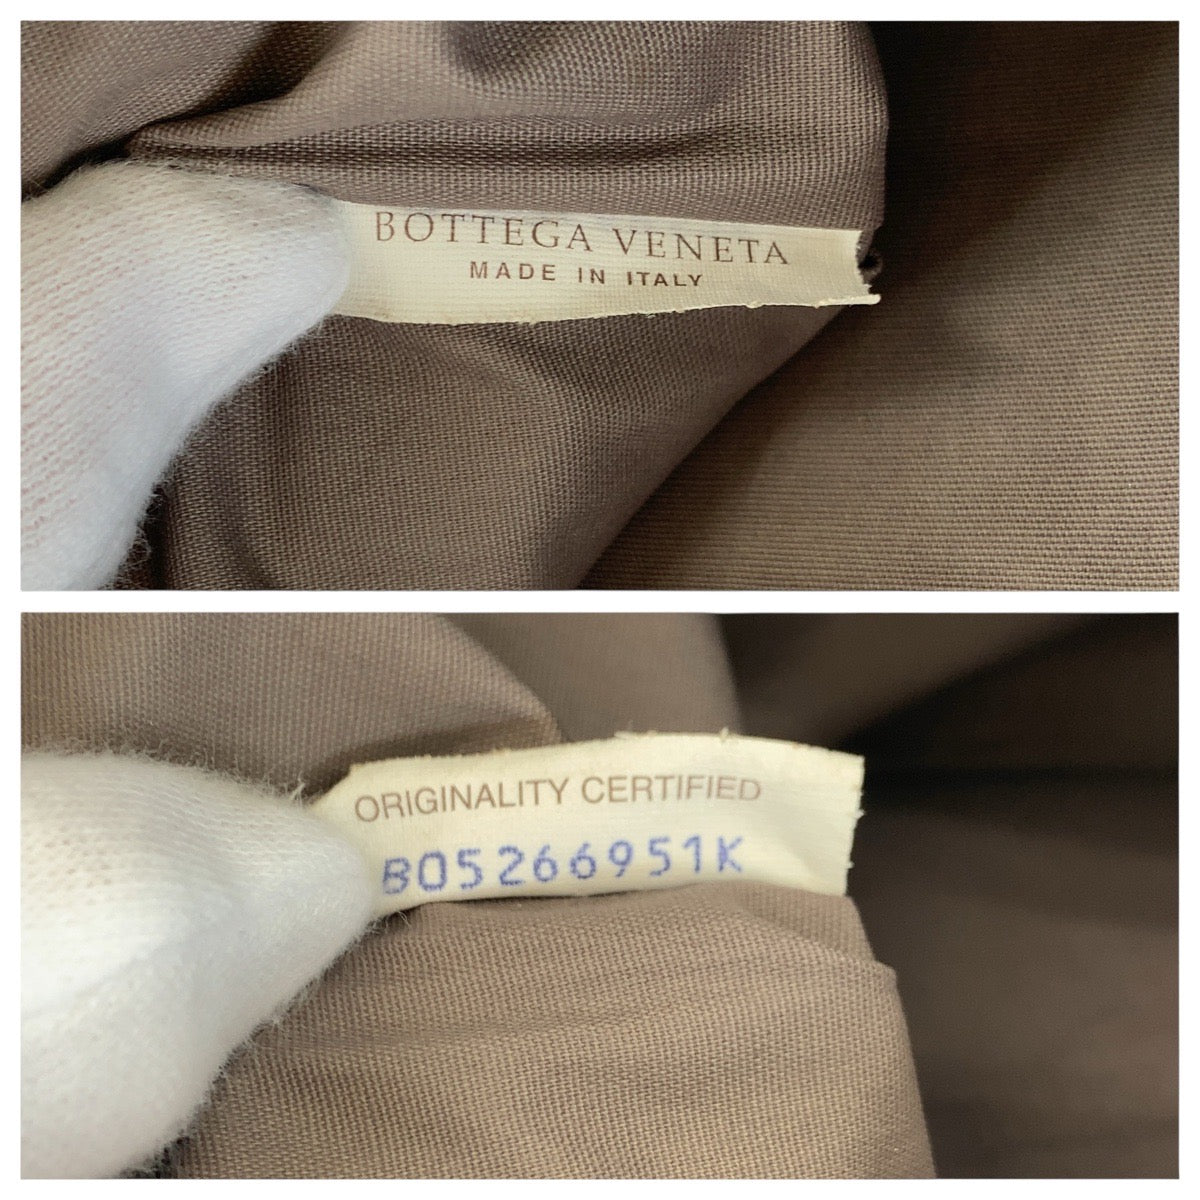 BOTTEGA VENETA
MADE IN ITALY
ORIGINALITY CERTIFIED
B05266951K